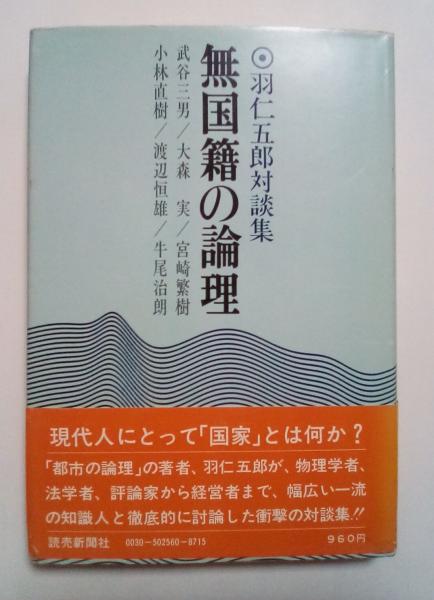 ◉羽仁五郎対談集
無国籍の論理
武谷三男/大森 実/宮崎繁樹
小林直樹/渡辺恒雄/牛尾治朗
現代人にとって「国家」とは何か?
「都市の論理」の著者、羽仁五郎が、物理学者、
法学者、評論家から経営者まで、幅広い一流
の知識人と徹底的に討論した衝撃の対談集!!
読売新聞社 0030-502560-8715 960円